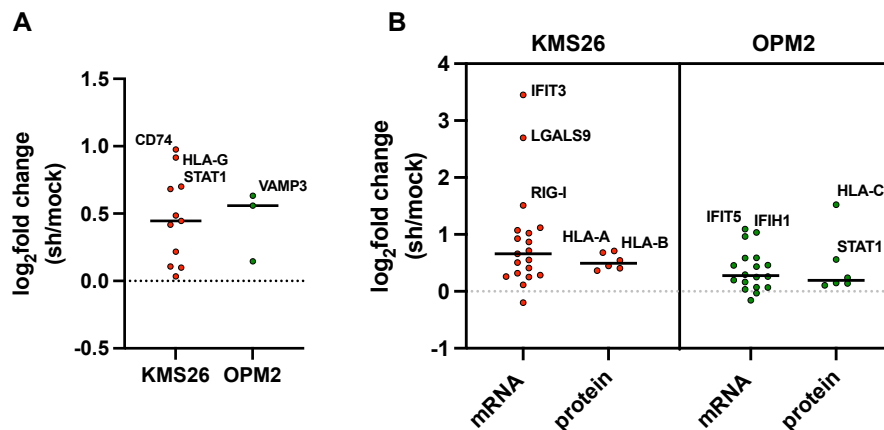 A
log2fold change
(sh/mock)
1.5
1.0
0.5
0.0
-0.5
CD74
HLA-G
STAT1
VAMP3
KMS26 OPM2
B
KMS26 OPM2
log2fold change
(sh/mock)
4
3
2
1
0
-1
IFIT3
LGALS9
RIG-I
HLA-A
HLA-B
IFIT5 IFIH1
HLA-C
STAT1
mRNA
protein
mRNA
protein